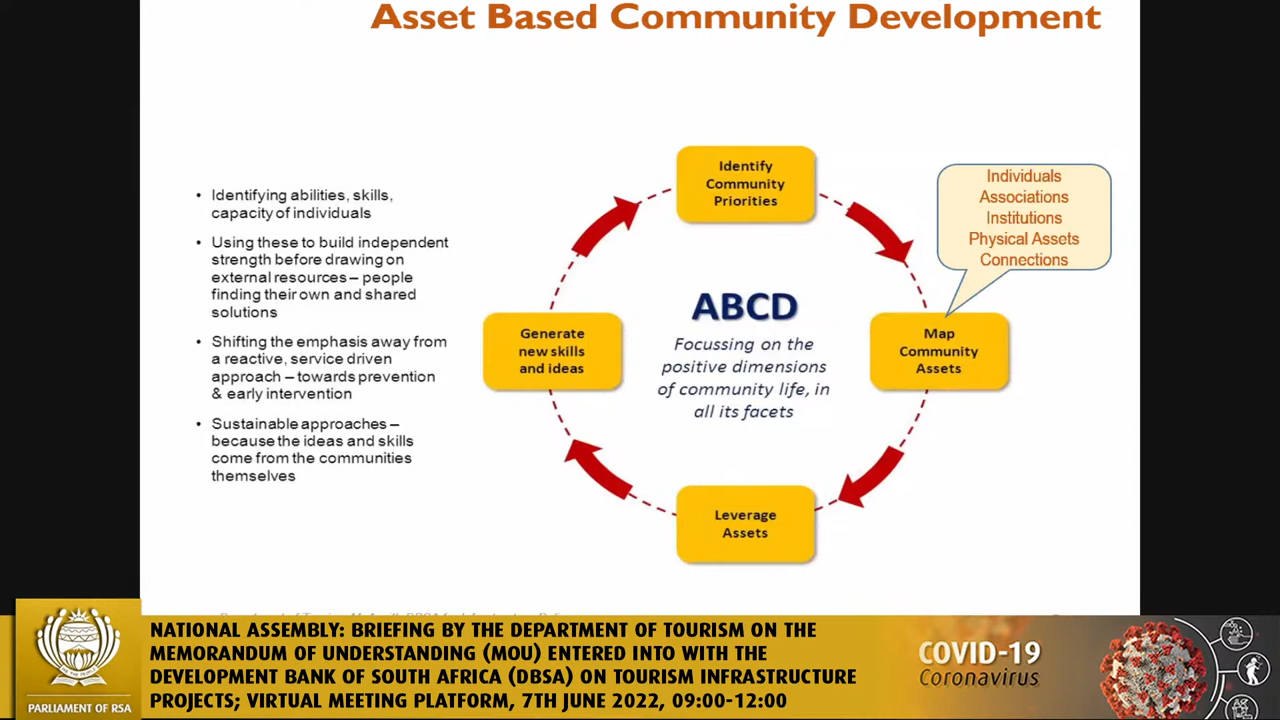 Asset Based Community Development
• Identifying abilities, skills,
capacity of individuals
• Using these to build independent
strength before drawing on
external resources – people
finding their own and shared
solutions
• Shifting the emphasis away from
a reactive, service driven
approach – towards prevention
& early intervention
• Sustainable approaches –
because the ideas and skills
come from the communities
themselves
Identify
Community
Priorities
Individuals
Associations
Institutions
Physical Assets
Connections
Map
Community
Assets
Leverage
Assets
Generate
new skills
and ideas
ABCD
Focussing on the
positive dimensions
of community life, in
all its facets
PARLIAMENT OF RSA
NATIONAL ASSEMBLY: BRIEFING BY THE DEPARTMENT OF TOURISM ON THE
MEMORANDUM OF UNDERSTANDING (MOU) ENTERED INTO WITH THE
DEVELOPMENT BANK OF SOUTH AFRICA (DBSA) ON TOURISM INFRASTRUCTURE
PROJECTS; VIRTUAL MEETING PLATFORM, 7TH JUNE 2022, 09:00-12:00
COVID-19
Coronavirus